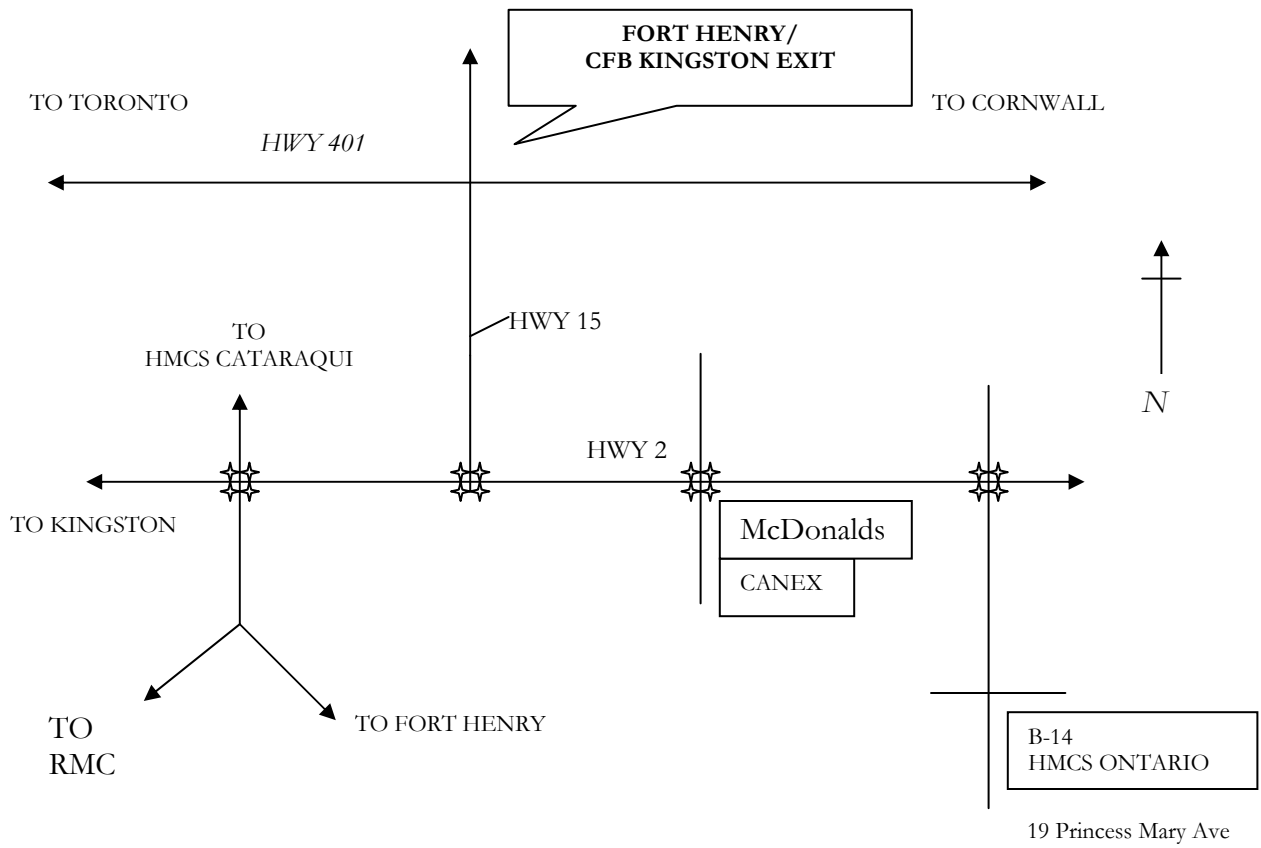 FORT HENRY/
CFB KINGSTON EXIT
TO TORONTO
TO CORNWALL
HWY 401
HWY 15
TO
HMCS CATARAQUI
N
HWY 2
TO KINGSTON
McDonalds
CANEX
TO
RMC
TO FORT HENRY
B-14
HMCS ONTARIO
19 Princess Mary Ave